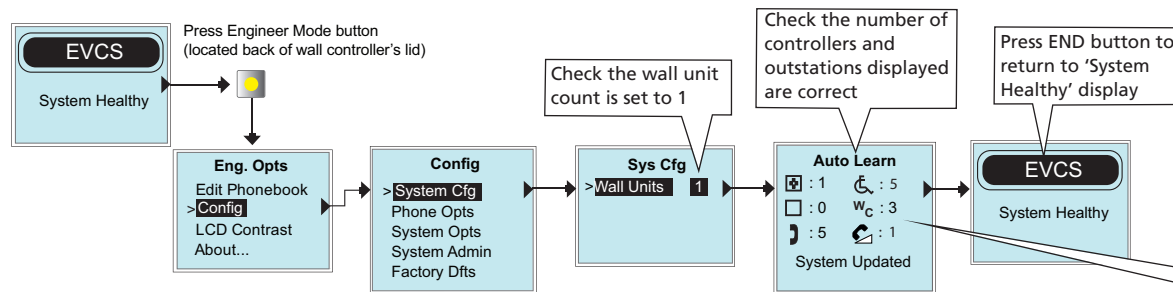 EVCS
System Healthy
Press Engineer Mode button
(located back of wall controller's lid)
Eng. Opts
Edit Phonebook
>Config
LCD Contrast
About...
Config
>System Cfg
Phone Opts
System Opts
System Admin
Factory Dfts
Check the wall unit
count is set to 1
Sys Cfg
>Wall Units 1
Check the number of
controllers and
outstations displayed
are correct
Auto Learn
: 1 : 5
: 0 WC : 3
: 5 : 1
System Updated
Press END button to
return to 'System
Healthy' display
EVCS
System Healthy